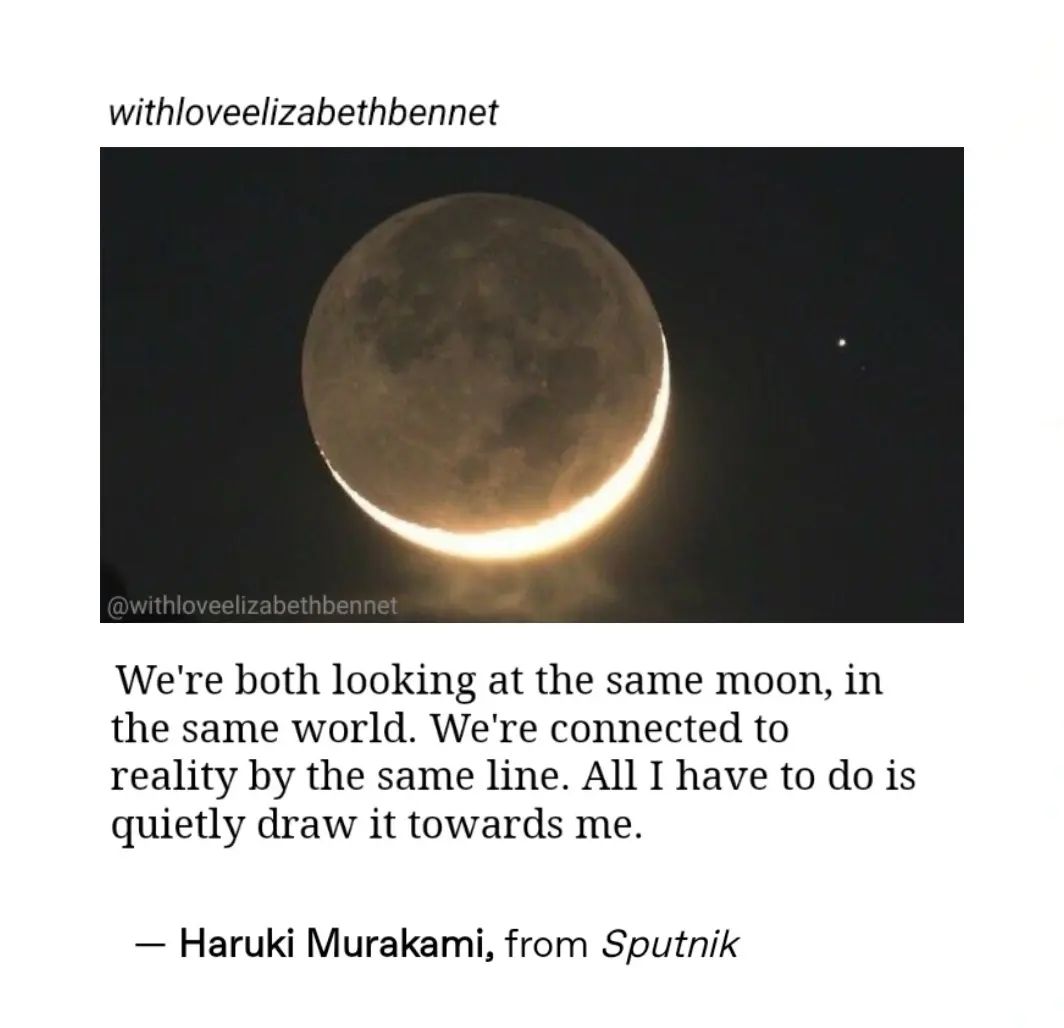 withloveelizabethbennet
@withloveelizabethbennet
We're both looking at the same moon, in
the same world. We're connected to
reality by the same line. All I have to do is
quietly draw it towards me.
— Haruki Murakami, from Sputnik